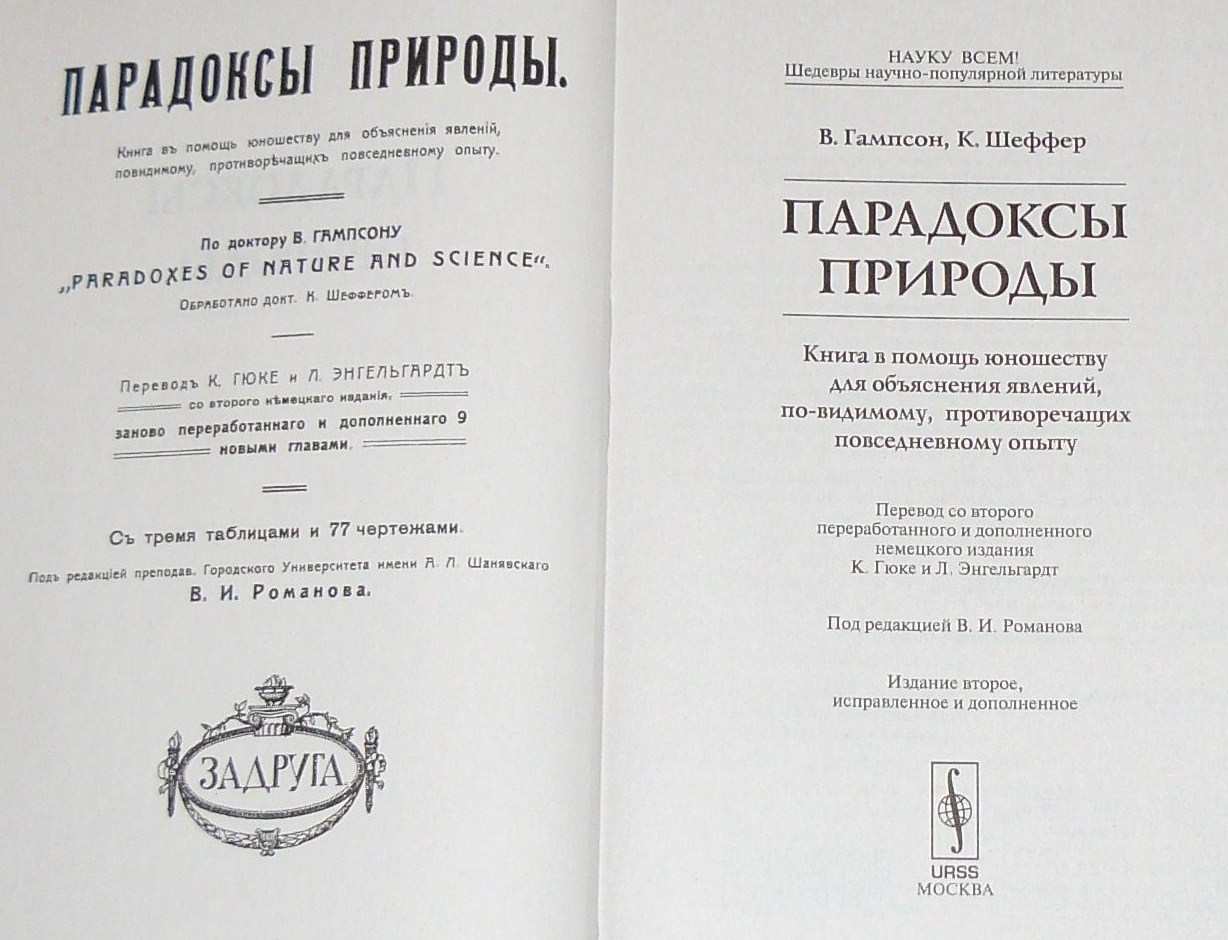 ПАРАДОКСЫ ПРИРОДЫ.
Книга въ помощь юношеству для объясненія явленій,
повидимому, противорѣчащихъ повседневному опыту.
По доктору В. ГАМПСОНУ
„PARADOXES OF NATURE AND SCIENCE“.
Обработано докт. К. Шефферомъ.
Переводъ К. ГЮКЕ и Л. ЭНГЕЛЬГАРДТЪ
со второго нѣмецкаго изданія,
заново переработаннаго и дополненнаго 9
новыми главами.
Съ тремя таблицами и 77 чертежами.
Подъ редакціей преподав. Городского Университета имени А. Л. Шанявскаго
В. И. Романова.
ЗАДРУГА
НАУКУ ВСЕМ!
Шедевры научно-популярной литературы
В. Гампсон, К. Шеффер
ПАРАДОКСЫ
ПРИРОДЫ
Книга в помощь юношеству
для объяснения явлений,
по-видимому, противоречащих
повседневному опыту
Перевод со второго
переработанного и дополненного
немецкого издания
К. Гюке и Л. Энгельгардт
Под редакцией В. И. Романова
Издание второе,
исправленное и дополненное
URSS
МОСКВА